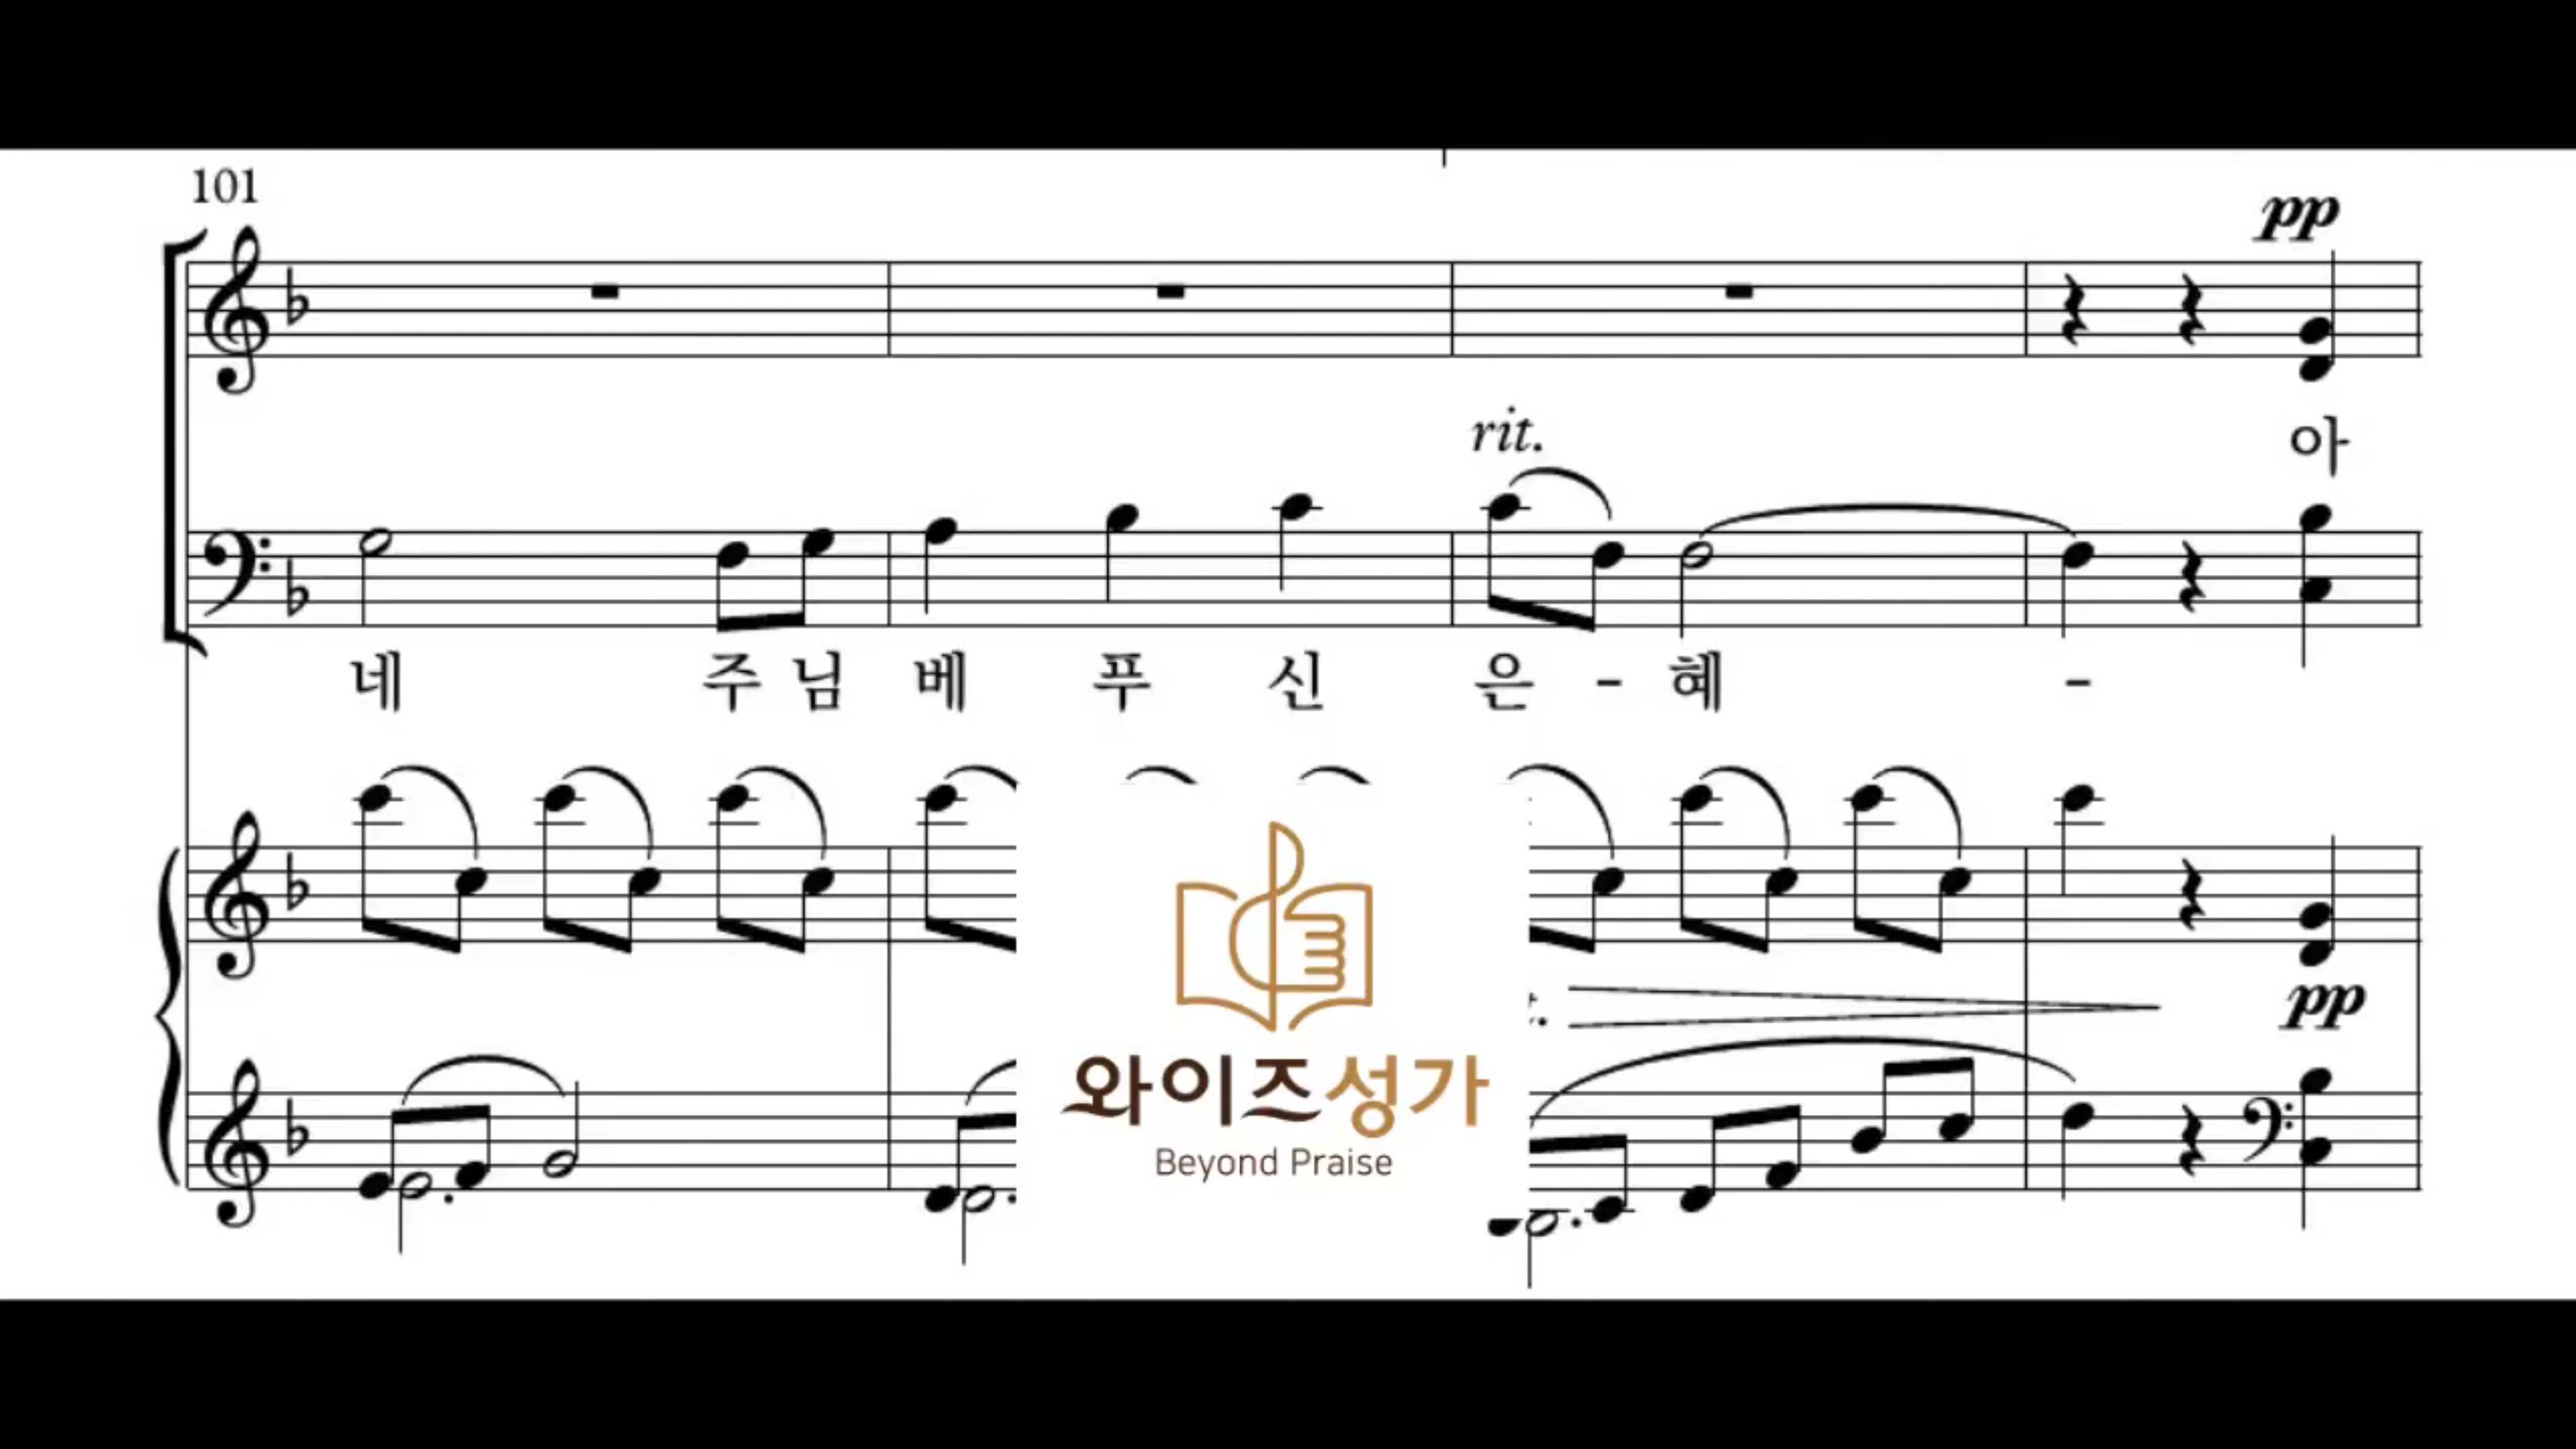 101
pp
rit.
아
네 주 님 베 푸 신 은 - 혜 -
pp
와이즈성가
Beyond Praise